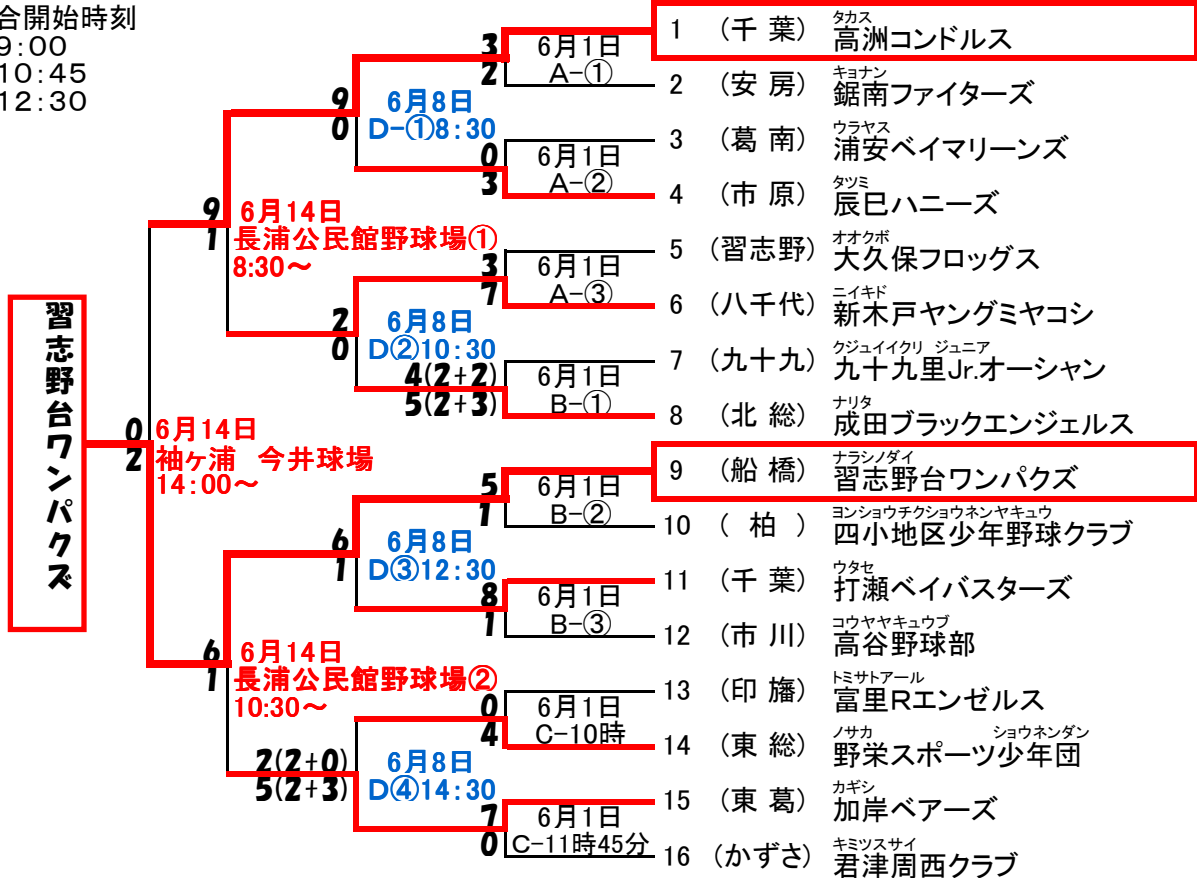 合開始時刻
9:00
10:45
12:30
習志野台ワンパクズ
0
2
6月14日
袖ヶ浦 今井球場
14:00～
9
1
6月14日
長浦公民館野球場①
8:30～
6
1
6月14日
長浦公民館野球場②
10:30～
9
0
6月8日
D-①8:30
2
0
6月8日
D②10:30
6
1
6月8日
D③12:30
2(2+0)
5(2+3)
6月8日
D④14:30
3
2
6月1日
A-①
0
3
6月1日
A-②
3
7
6月1日
A-③
4(2+2)
5(2+3)
6月1日
B-①
5
1
6月1日
B-②
8
1
6月1日
B-③
0
4
6月1日
C-10時
7
0
6月1日
C-11時45分
タカス
1 (千 葉) 高洲コンドルス
キョナン
2 (安 房) 鋸南ファイターズ
ウラヤス
3 (葛 南) 浦安ベイマリーンズ
タツミ
4 (市 原) 辰巳ハニーズ
オオクボ
5 (習志野) 大久保フロッグス
ニイキド
6 (八千代) 新木戸ヤングミヤコシ
クジュイイクリ ジュニア
7 (九十九) 九十九里Jr.オーシャン
ナリタ
8 (北 総) 成田ブラックエンジェルス
ナラシノダイ
9 (船 橋) 習志野台ワンパクズ
ヨンショウチクショウネンヤキュウ
10 ( 柏 ) 四小地区少年野球クラブ
ウタセ
11 (千 葉) 打瀬ベイバスターズ
コウヤヤキュウブ
12 (市 川) 高谷野球部
トミサトアール
13 (印 旛) 富里Rエンゼルス
ノサカ ショウネンダン
14 (東 総) 野栄スポーツ少年団
カギシ
15 (東 葛) 加岸ベアーズ
キミツスサイ
16 (かずさ) 君津周西クラブ